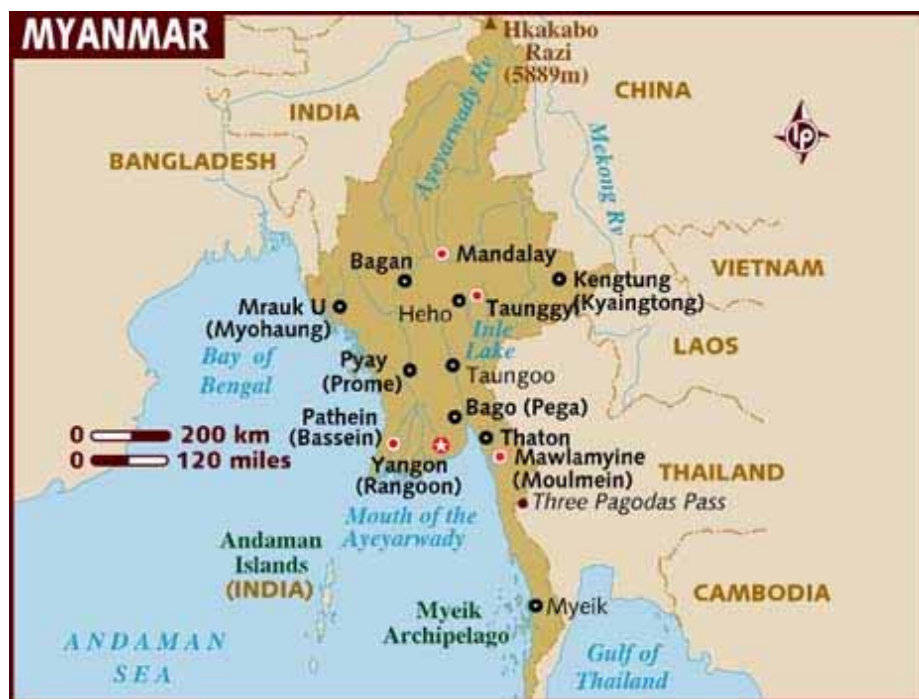 MYANMAR
Hkakabo
Razi
(5889m)
CHINA
INDIA
lp
BANGLADESH
Ayeyarwady Rv
Mekong Rv
Mandalay
Bagan
VIETNAM
Kengtung
(Kyaingtong)
Mrauk U
(Myohaung)
Heho
Taunggyi
Inle
Lake
LAOS
Bay of
Bengal
Pyay
(Prome)
Taungoo
Pathein
(Bassein)
Bago (Pega)
0 200 km
0 120 miles
Thaton
Yangon
(Rangoon)
Mawlamyine
(Moulmein)
THAILAND
Three Pagodas Pass
Mouth of the
Ayeyarwady
Andaman
Islands
(INDIA)
CAMBODIA
Myeik
Archipelago
Myeik
ANDAMAN
SEA
Gulf of
Thailand